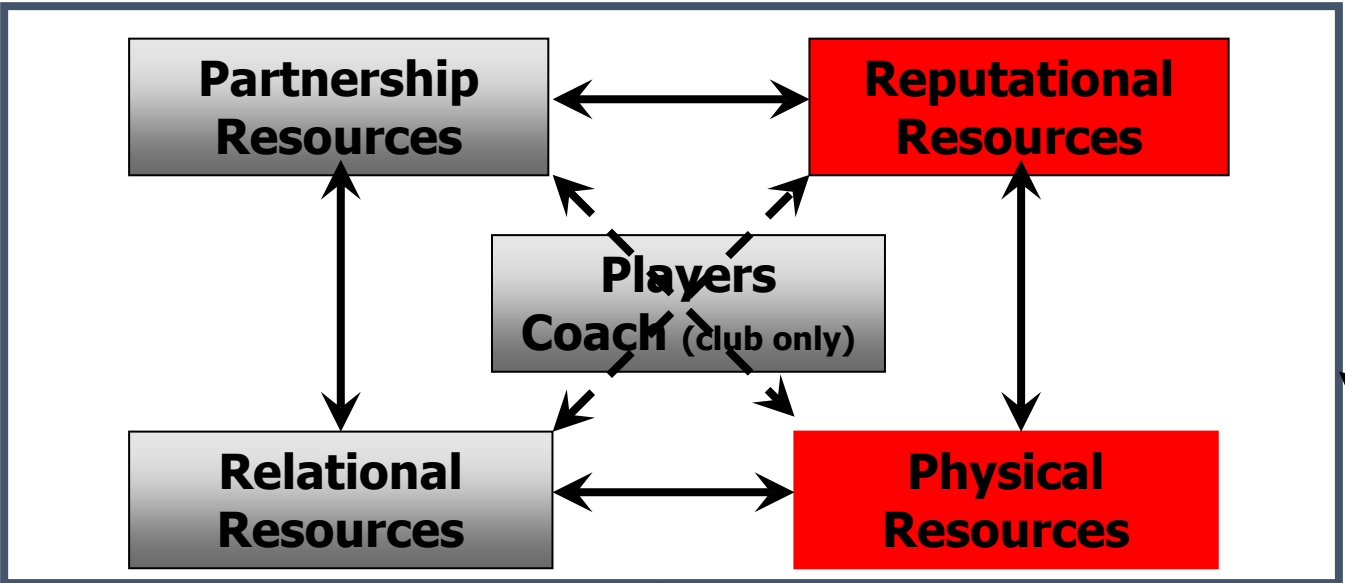 Partnership
Resources
Reputational
Resources
Players
Coach (club only)
Relational
Resources
Physical
Resources